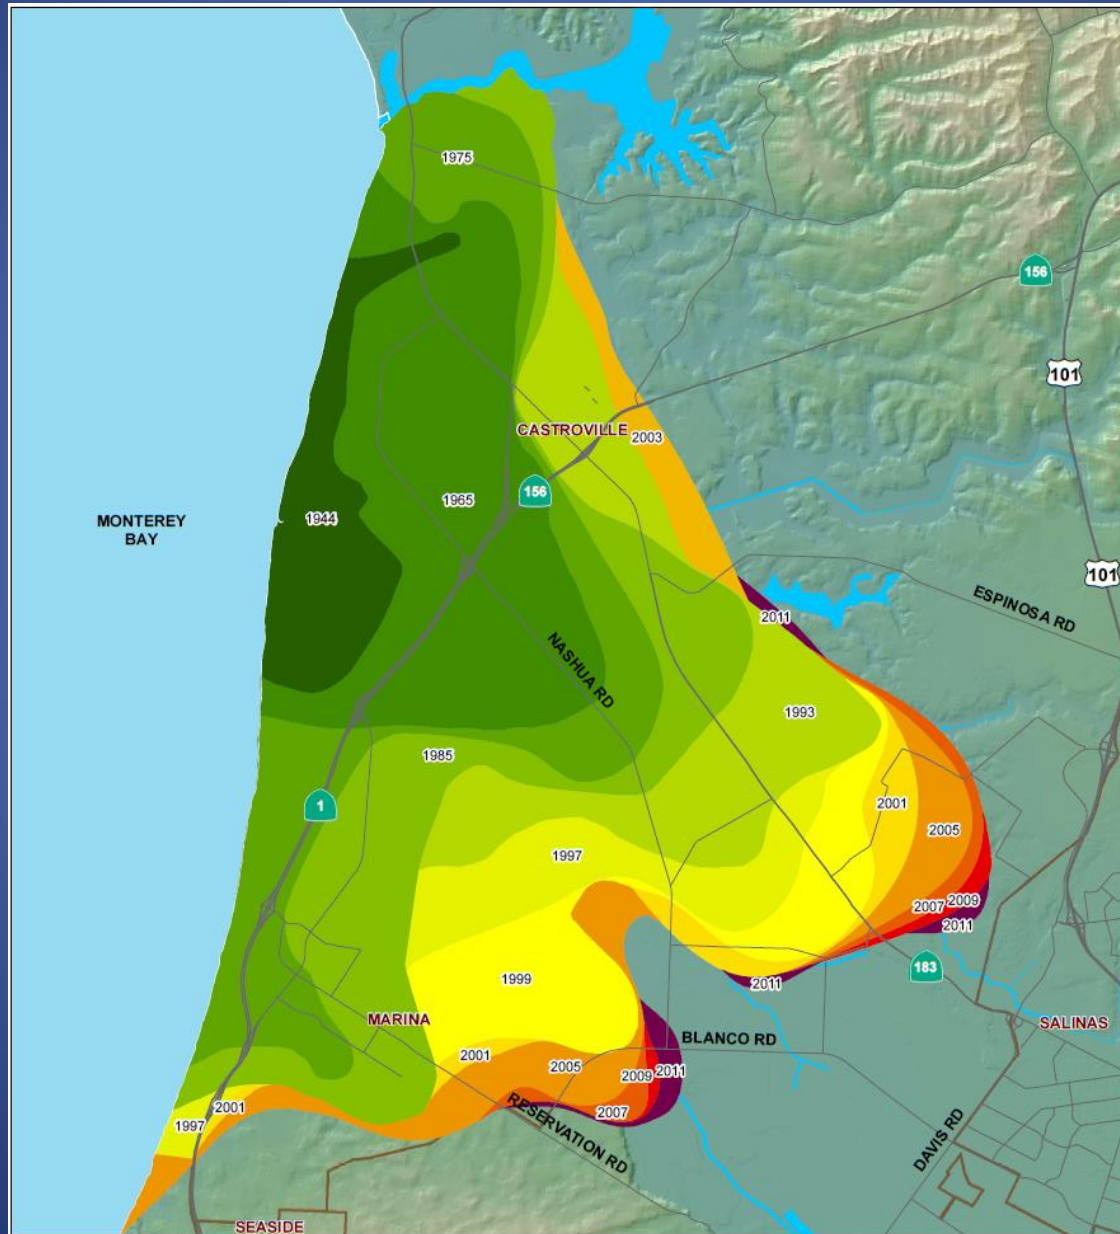 1975
156
101
2003
CASTROVILLE
156
1965
1944
MONTEREY
BAY
101
ESPINOSA RD
2011
NASHUA RD
1993
1985
1
2001
2005
1997
2007
2009
2011
183
2011
1999
MARINA
SALINAS
BLANCO RD
2001
2005
2009
2011
2007
2001
1997
RESERVATION RD
DAVIS RD
SEASIDE